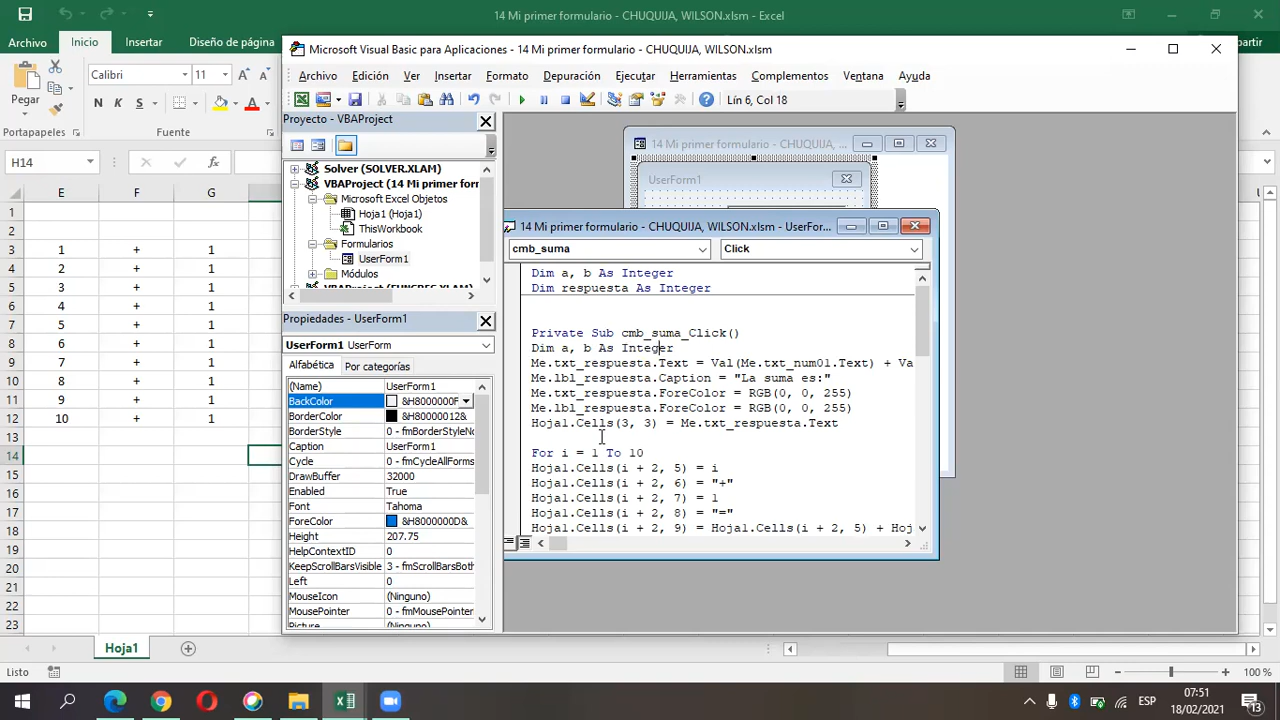 14 Mi primer formulario - CHUQUIJA, WILSON.xlsm - Excel
Archivo Inicio Insertar Diseño de página
Calibri 11
Pegar
N K S
Portapapeles Fuente
H14
E F G
1
2
3 1 + 1
4 2 + 1
5 3 + 1
6 4 + 1
7 5 + 1
8 6 + 1
9 7 + 1
10 8 + 1
11 9 + 1
12 10 + 1
13
14
15
16
17
18
19
20
21
22
23
Microsoft Visual Basic para Aplicaciones - 14 Mi primer formulario - CHUQUIJA, WILSON.xlsm
Archivo Edición Ver Insertar Formato Depuración Ejecutar Herramientas Complementos Ventana Ayuda
Lín 6, Col 18
Proyecto - VBAProject
Solver (SOLVER.XLAM)
VBAProject (14 Mi primer form
Microsoft Excel Objetos
Hoja1 (Hoja1)
ThisWorkbook
Formularios
UserForm1
Módulos
Propiedades - UserForm1
UserForm1 UserForm
Alfabética Por categorías
(Name) UserForm1
BackColor &H8000000F
BorderColor &H80000012&
BorderStyle 0 - fmBorderStyleNo
Caption UserForm1
Cycle 0 - fmCycleAllForms
DrawBuffer 32000
Enabled True
Font Tahoma
ForeColor &H8000000D&
Height 207.75
HelpContextID 0
KeepScrollBarsVisible 3 - fmScrollBarsBoth
Left 0
MouseIcon (Ninguno)
MousePointer 0 - fmMousePointer
Picture (Ninguno)
14 Mi primer formulario - CHUQUIJA, WILSON....
UserForm1
14 Mi primer formulario - CHUQUIJA, WILSON.xlsm - UserFor...
cmb_suma Click
Dim a, b As Integer
Dim respuesta As Integer
Private Sub cmb_suma_Click()
Dim a, b As Integer
Me.txt_respuesta.Text = Val(Me.txt_num01.Text) + Va
Me.lbl_respuesta.Caption = "La suma es:"
Me.txt_respuesta.ForeColor = RGB(0, 0, 255)
Me.lbl_respuesta.ForeColor = RGB(0, 0, 255)
Hoja1.Cells(3, 3) = Me.txt_respuesta.Text
For i = 1 To 10
Hoja1.Cells(i + 2, 5) = i
Hoja1.Cells(i + 2, 6) = "+"
Hoja1.Cells(i + 2, 7) = 1
Hoja1.Cells(i + 2, 8) = "="
Hoja1.Cells(i + 2, 9) = Hoja1.Cells(i + 2, 5) + Hoj
Hoja1
Listo 100 %
ESP
07:51
18/02/2021
13